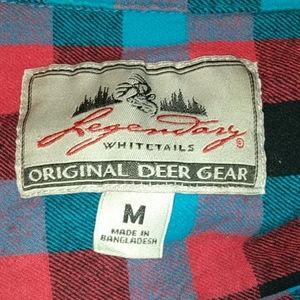 Legendary®
WHITETAILS
ORIGINAL DEER GEAR
M
MADE IN
BANGLADESH